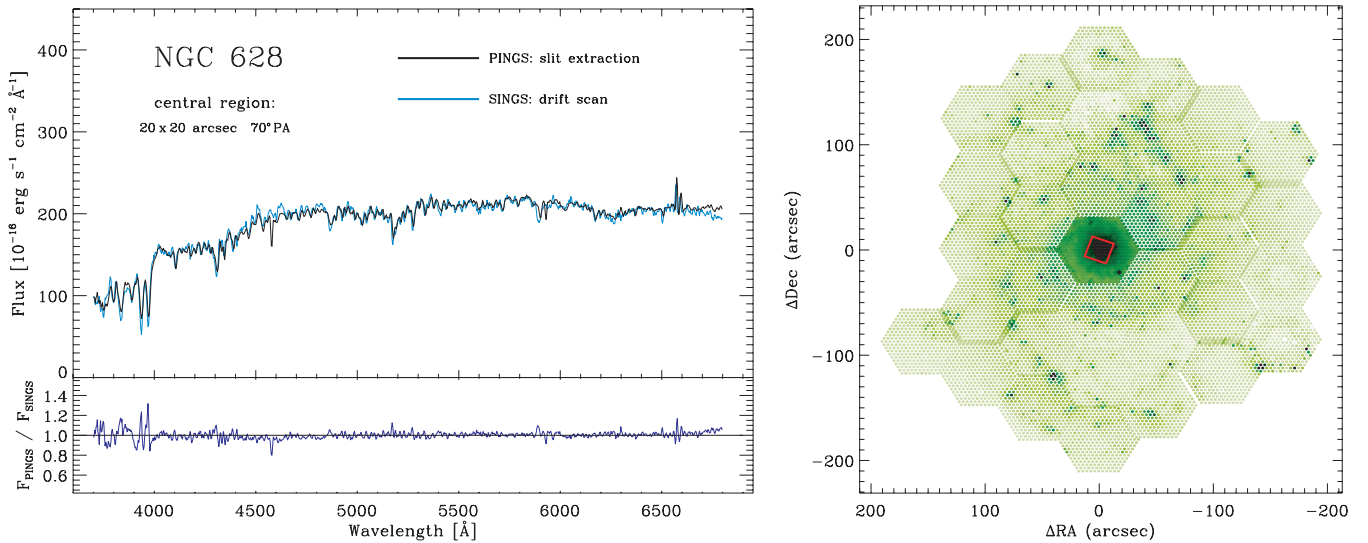 NGC 628
central region:
20 x 20 arcsec 70° PA
PINGS: slit extraction
SINGS: drift scan
Flux [10⁻¹⁶ erg s⁻¹ cm⁻² Å⁻¹]
400
300
200
100
0
F_PINGS / F_SINGS
1.4
1.2
1.0
0.8
0.6
4000 4500 5000 5500 6000 6500
Wavelength [Å]
ΔDec (arcsec)
200
100
0
-100
-200
200 100 0 -100 -200
ΔRA (arcsec)